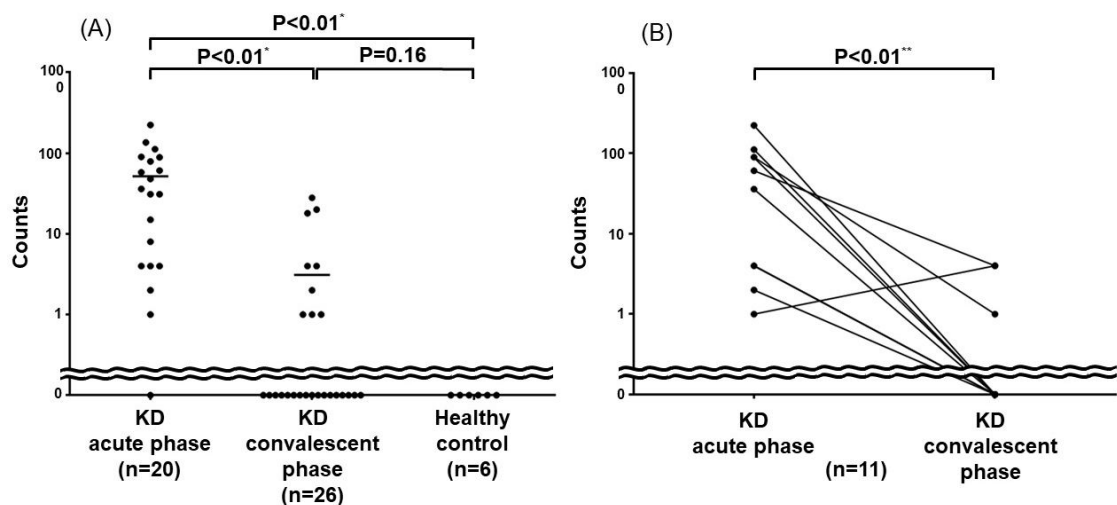 (A)
P<0.01*
P<0.01*
P=0.16
Counts
100
0
100
10
1
0
KD
acute phase
(n=20)
KD
convalescent
phase
(n=26)
Healthy
control
(n=6)
(B)
P<0.01**
Counts
100
0
100
10
1
0
KD
acute phase
(n=11)
KD
convalescent
phase